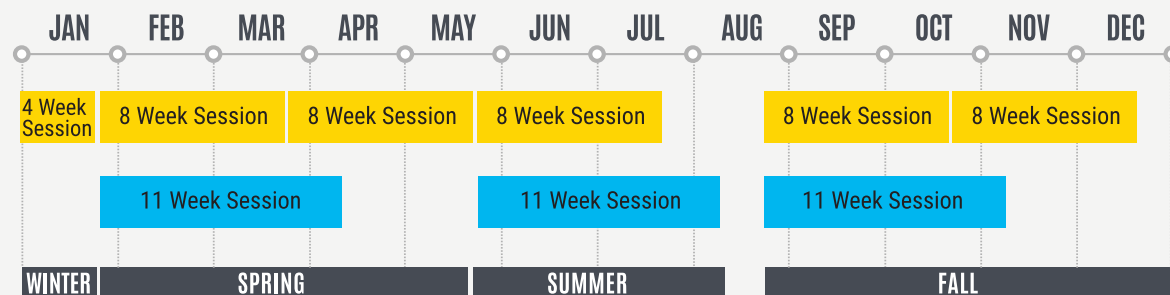 JAN FEB MAR APR MAY JUN JUL AUG SEP OCT NOV DEC
4 Week
Session
8 Week Session
8 Week Session
8 Week Session
8 Week Session
8 Week Session
11 Week Session
11 Week Session
11 Week Session
WINTER SPRING SUMMER FALL